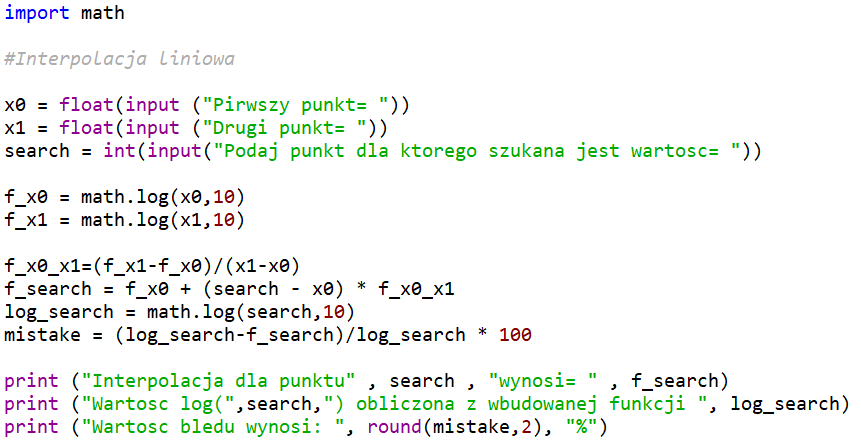 import math
#Interpolacja liniowa
x0 = float(input ("Pirwszy punkt= "))
x1 = float(input ("Drugi punkt= "))
search = int(input("Podaj punkt dla ktorego szukana jest wartosc= "))
f_x0 = math.log(x0,10)
f_x1 = math.log(x1,10)
f_x0_x1=(f_x1-f_x0)/(x1-x0)
f_search = f_x0 + (search - x0) * f_x0_x1
log_search = math.log(search,10)
mistake = (log_search-f_search)/log_search * 100
print ("Interpolacja dla punktu" , search , "wynosi= " , f_search)
print ("Wartosc log(",search,") obliczona z wbudowanej funkcji ", log_search)
print ("Wartosc bledu wynosi: ", round(mistake,2), "%")